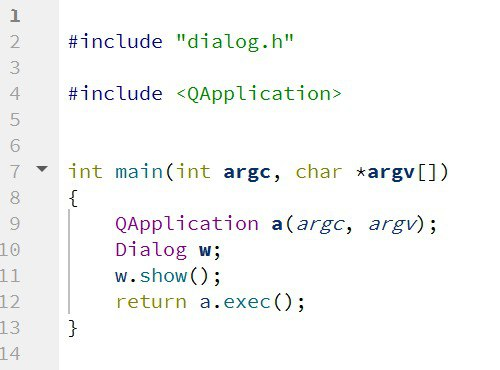 1
2 #include "dialog.h"
3
4 #include <QApplication>
5
6
7 int main(int argc, char *argv[])
8 {
9 QApplication a(argc, argv);
10 Dialog w;
11 w.show();
12 return a.exec();
13 }
14